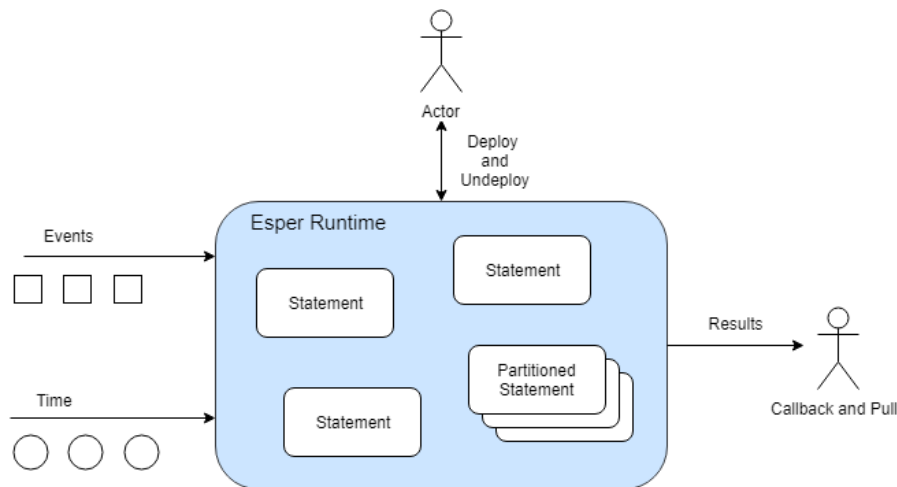 Actor
Deploy
and
Undeploy
Esper Runtime
Events
Statement
Statement
Results
Partitioned
Statement
Time
Statement
Callback and Pull